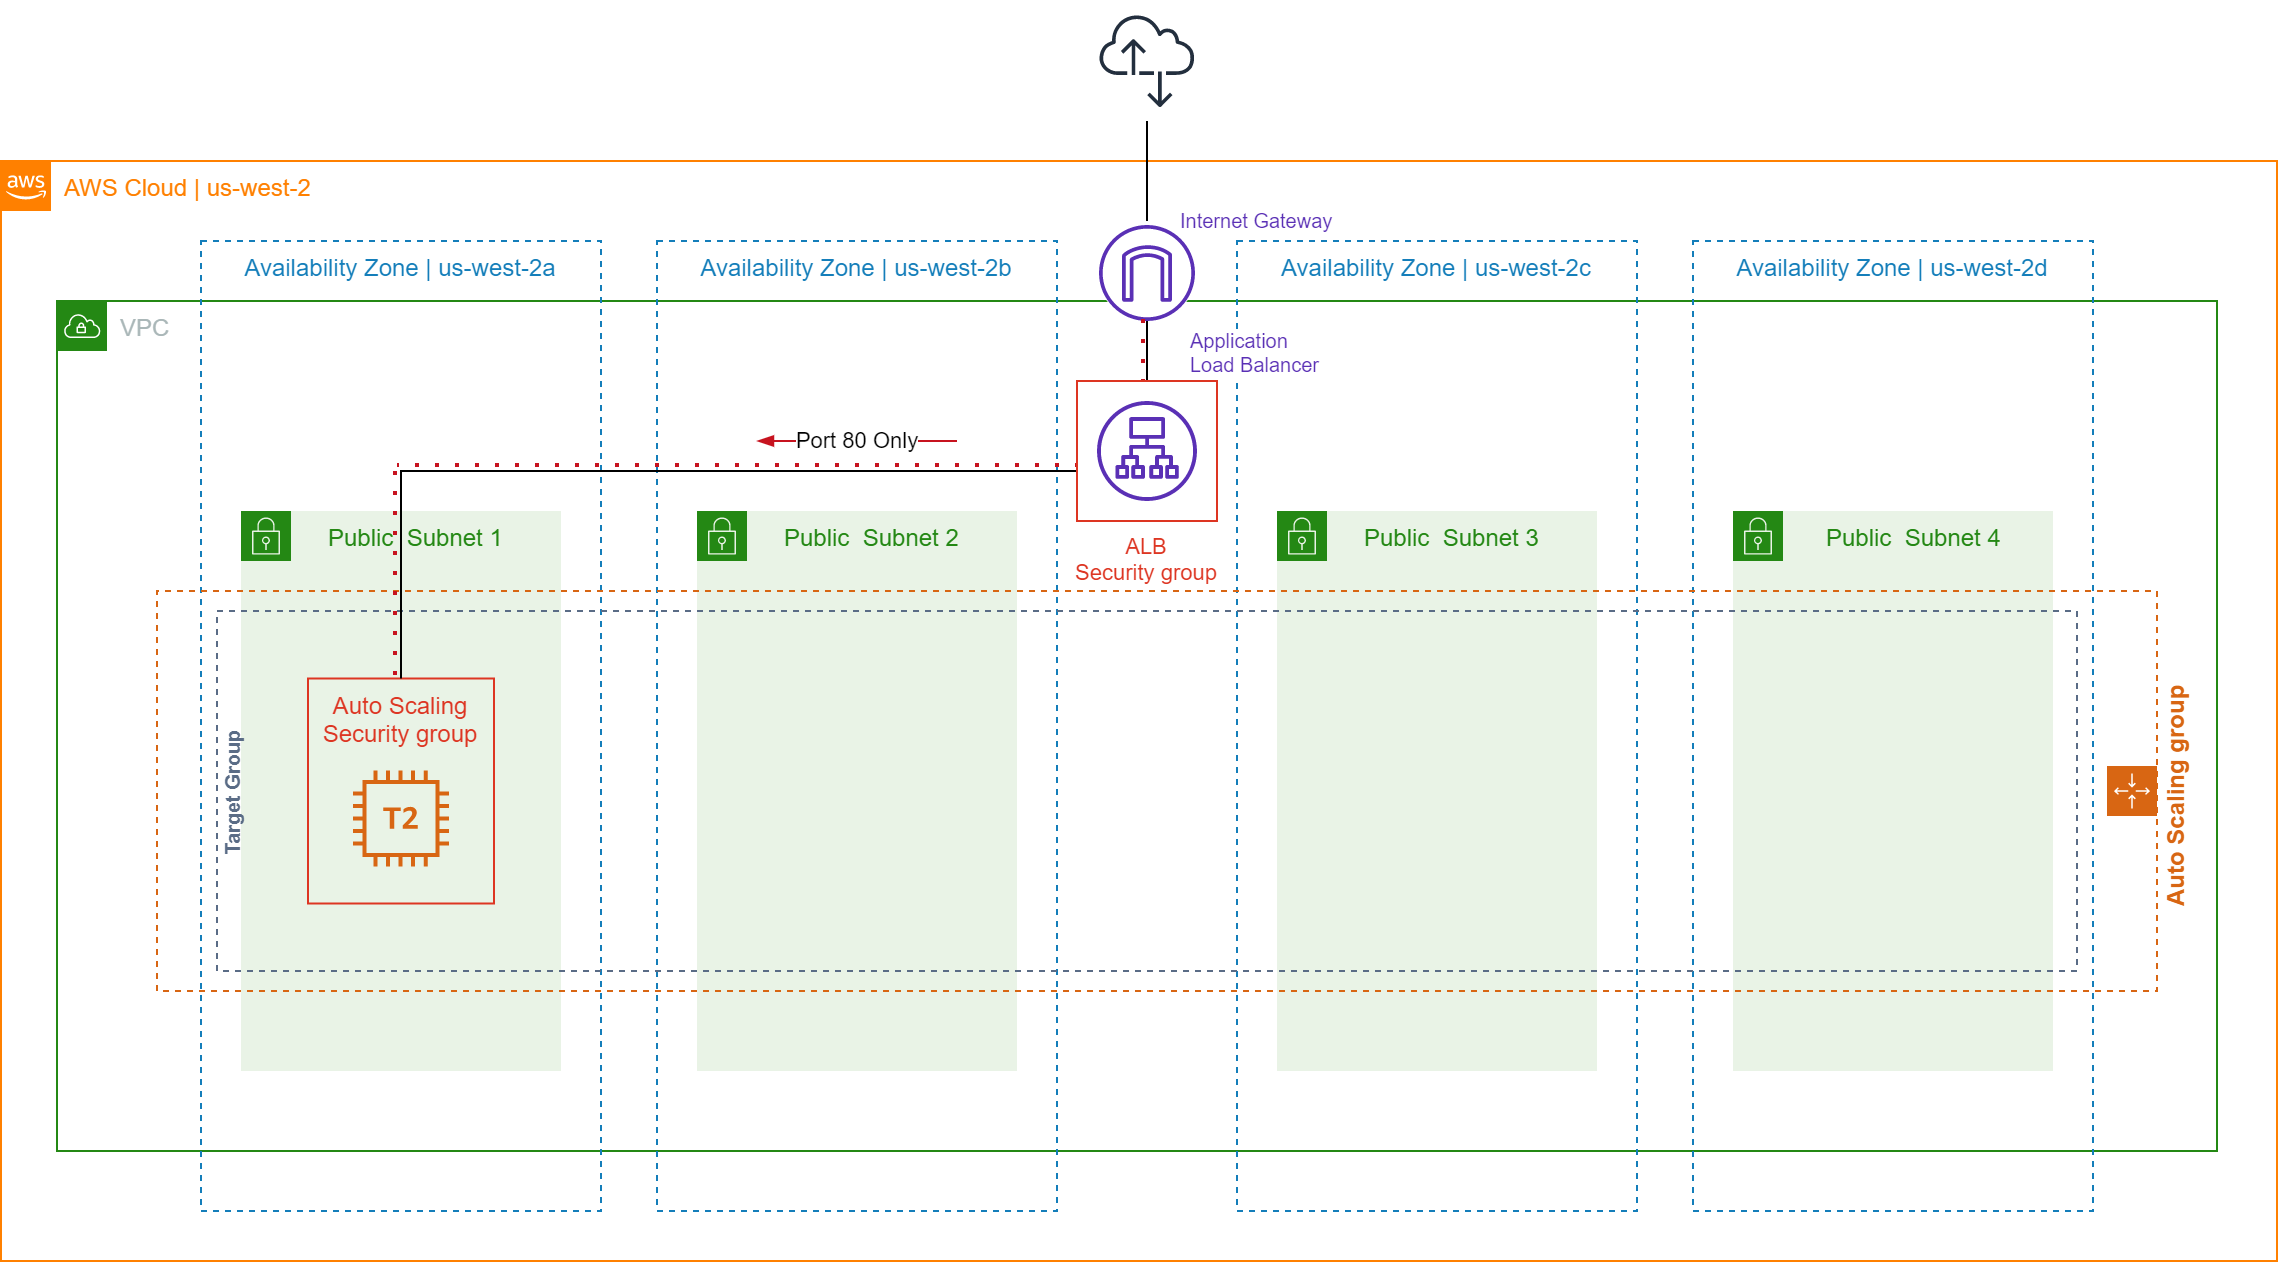 aws
AWS Cloud | us-west-2
Internet Gateway
Availability Zone | us-west-2a
Availability Zone | us-west-2b
Availability Zone | us-west-2c
Availability Zone | us-west-2d
VPC
Application
Load Balancer
Port 80 Only
Public Subnet 1
Public Subnet 2
ALB
Security group
Public Subnet 3
Public Subnet 4
Target Group
Auto Scaling
Security group
T2
Auto Scaling group